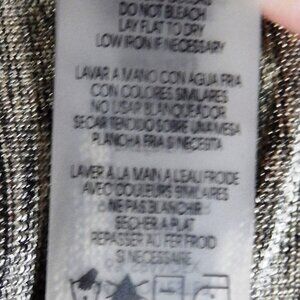 DO NOT BLEACH
LAY FLAT TO DRY
LOW IRON IF NECESSARY
LAVAR A MANO CON AGUA FRIA
CON COLORES SIMILARES
NO USAR BLANQUEADOR
SECAR TENDIDO SOBRE UNA MESA
PLANCHA FRIA SI NECESITA
LAVER À LA MAIN A L'EAU FROIDE
AVEC COULEURS SIMILAIRES
NE PAS BLANCHIR
SECHER A PLAT
REPASSER AU FER FROID
SI NECESSAIRE